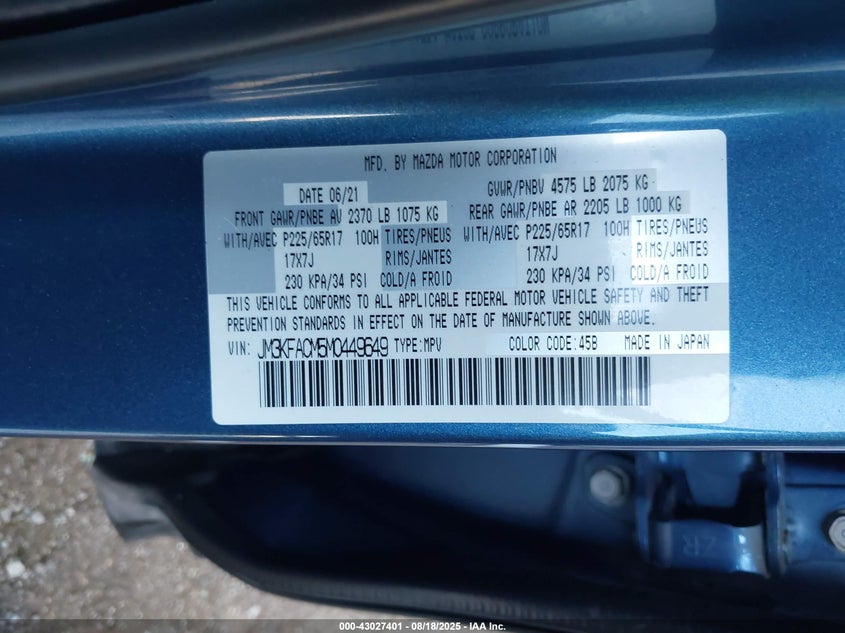 MFD. BY MAZDA MOTOR CORPORATION
DATE 06/21 GVWR/PNBV 4575 LB 2075 KG
FRONT GAWR/PNBE AV 2370 LB 1075 KG REAR GAWR/PNBE AR 2205 LB 1000 KG
WITH/AVEC P225/65R17 100H TIRES/PNEUS WITH/AVEC P225/65R17 100H TIRES/PNEUS
17X7J RIMS/JANTES 17X7J RIMS/JANTES
230 KPA/34 PSI COLD/A FROID 230 KPA/34 PSI COLD/A FROID
THIS VEHICLE CONFORMS TO ALL APPLICABLE FEDERAL MOTOR VEHICLE SAFETY AND THEFT
PREVENTION STANDARDS IN EFFECT ON THE DATE OF MANUFACTURE SHOWN ABOVE.
VIN: JM3KFACM5M0449649 TYPE:MPV COLOR CODE:45B MADE IN JAPAN
ZR
000-43027401 - 08/18/2025 - IAA Inc.